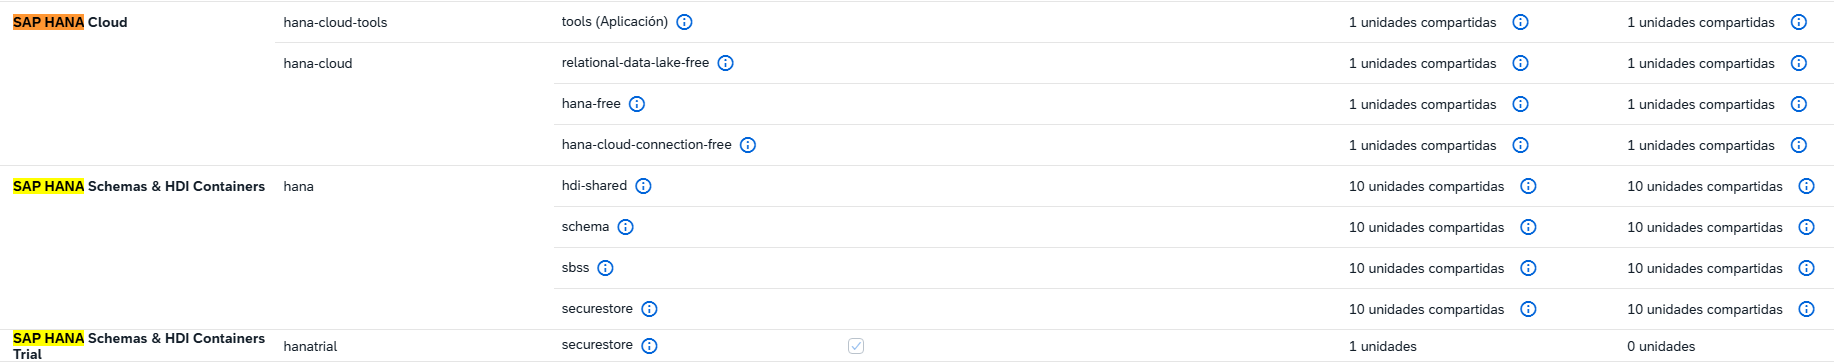 SAP HANA Cloud hana-cloud-tools tools (Aplicación) 1 unidades compartidas 1 unidades compartidas
hana-cloud relational-data-lake-free 1 unidades compartidas 1 unidades compartidas
hana-free 1 unidades compartidas 1 unidades compartidas
hana-cloud-connection-free 1 unidades compartidas 1 unidades compartidas
SAP HANA Schemas & HDI Containers hana hdi-shared 10 unidades compartidas 10 unidades compartidas
schema 10 unidades compartidas 10 unidades compartidas
sbss 10 unidades compartidas 10 unidades compartidas
securestore 10 unidades compartidas 10 unidades compartidas
SAP HANA Schemas & HDI Containers
Trial hanatrial securestore 1 unidades 0 unidades